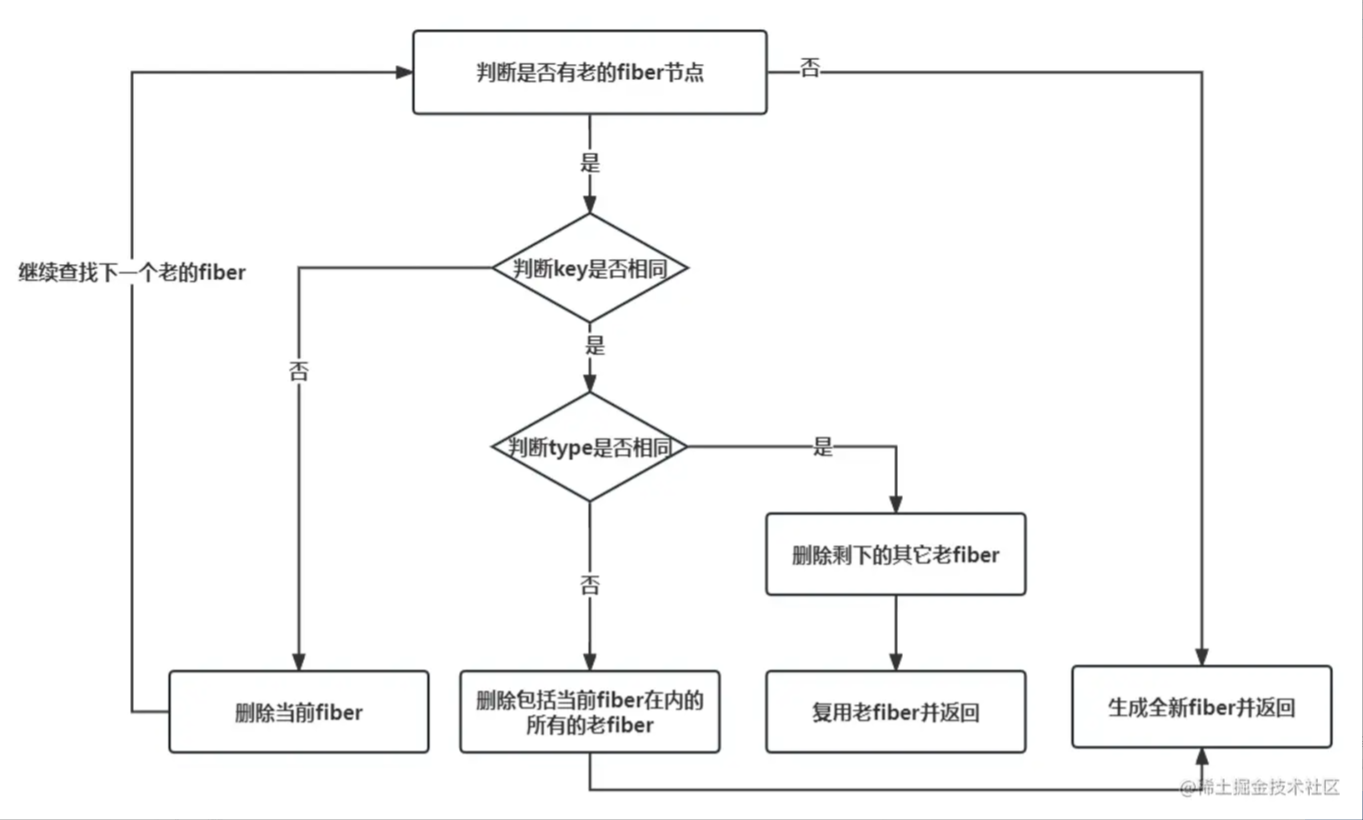 判断是否有老的fiber节点
否
是
判断key是否相同
继续查找下一个老的fiber
是
否
判断type是否相同
是
删除剩下的其它老fiber
否
删除当前fiber
删除包括当前fiber在内的
所有的老fiber
复用老fiber并返回
生成全新fiber并返回
@稀土掘金技术社区